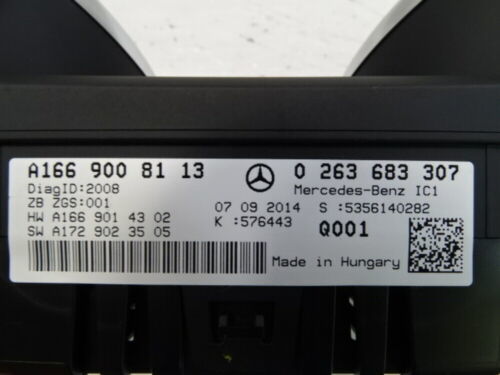 A166 900 81 13
0 263 683 307
DiagID:2008
Mercedes-Benz IC1
ZB ZGS:001
07 09 2014 S :5356140282
HW A166 901 43 02
K :576443
Q001
SW A172 902 35 05
Made in Hungary